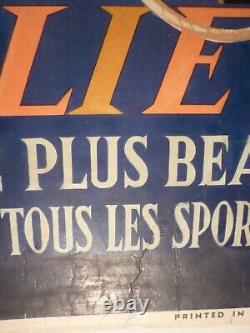 LIE
PLUS BEA
TOUS LES SPOR
PRINTED IN